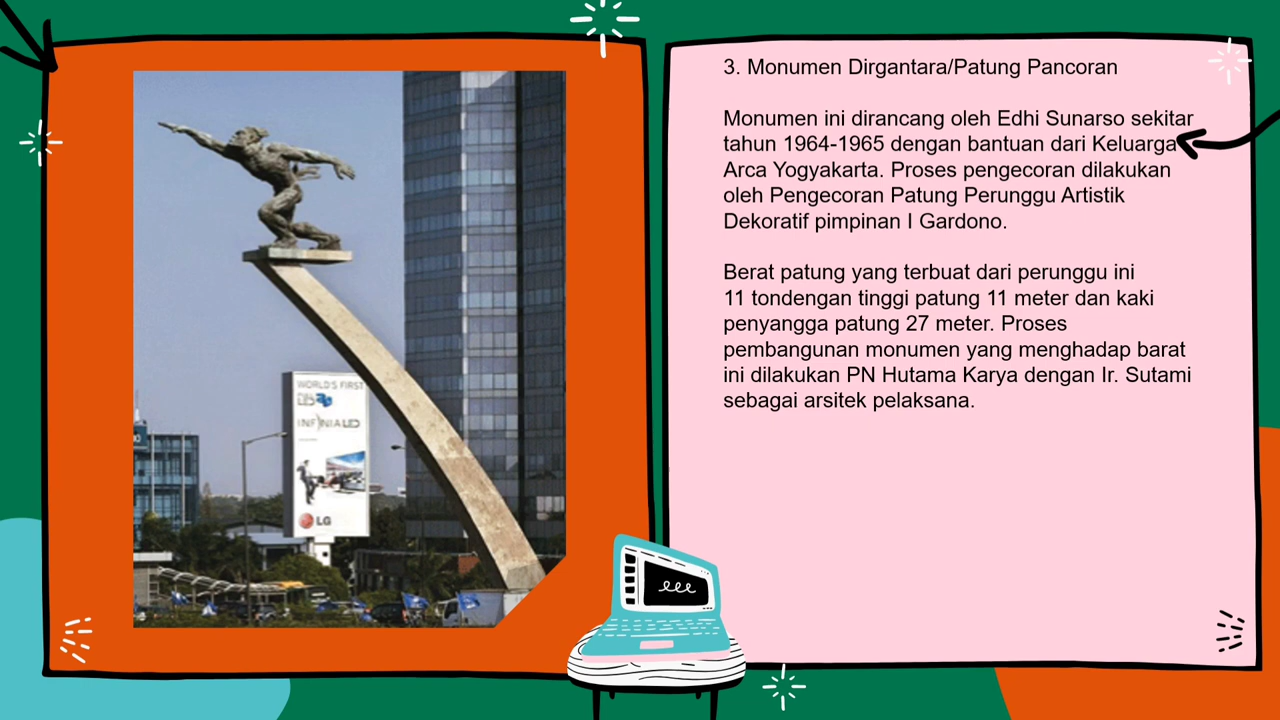 WORLD'S FIRST
INFINIA LED
LG
3. Monumen Dirgantara/Patung Pancoran
Monumen ini dirancang oleh Edhi Sunarso sekitar
tahun 1964-1965 dengan bantuan dari Keluarga
Arca Yogyakarta. Proses pengecoran dilakukan
oleh Pengecoran Patung Perunggu Artistik
Dekoratif pimpinan I Gardono.
Berat patung yang terbuat dari perunggu ini
11 tondengan tinggi patung 11 meter dan kaki
penyangga patung 27 meter. Proses
pembangunan monumen yang menghadap barat
ini dilakukan PN Hutama Karya dengan Ir. Sutami
sebagai arsitek pelaksana.